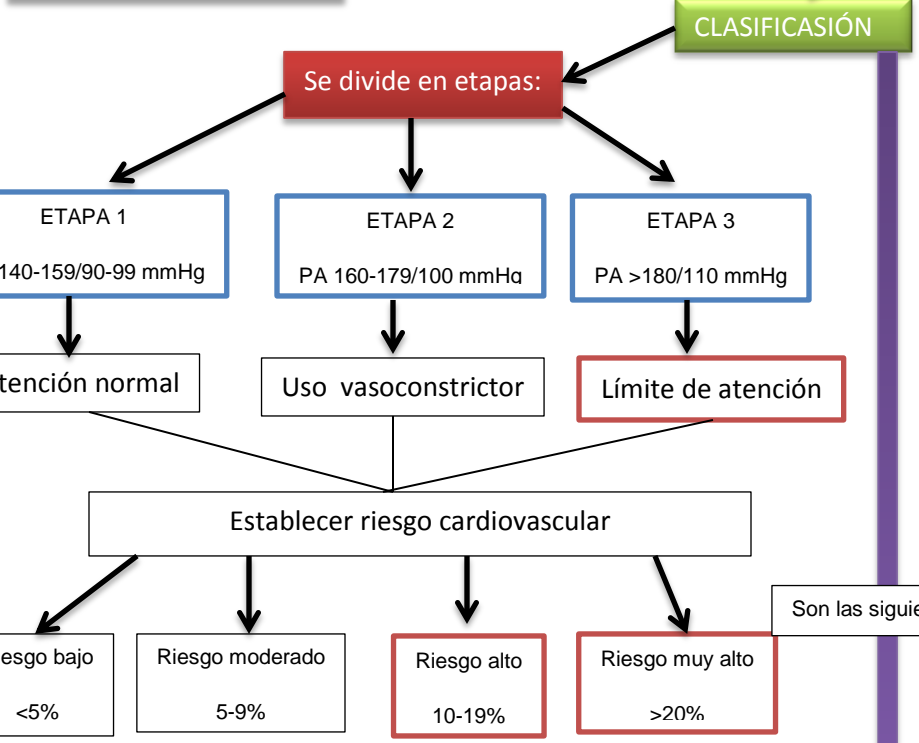 CLASIFICASIÓN
Se divide en etapas:
ETAPA 1
140-159/90-99 mmHg
ETAPA 2
PA 160-179/100 mmHg
ETAPA 3
PA >180/110 mmHg
tención normal
Uso vasoconstrictor
Límite de atención
Establecer riesgo cardiovascular
Son las siguie
esgo bajo
<5%
Riesgo moderado
5-9%
Riesgo alto
10-19%
Riesgo muy alto
>20%